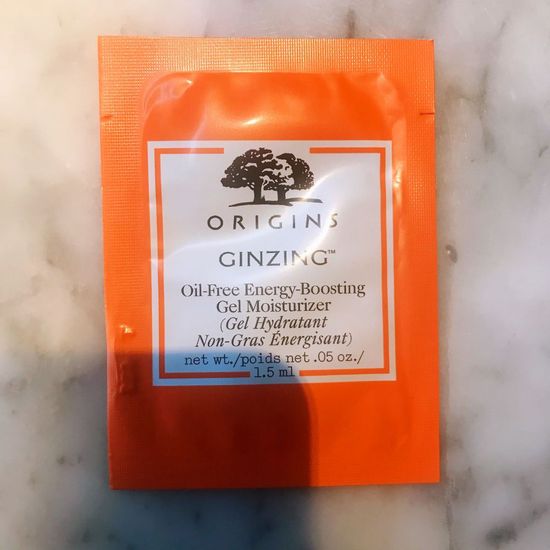 ORIGINS
GINZING™
Oil-Free Energy-Boosting
Gel Moisturizer
(Gel Hydratant
Non-Gras Énergisant)
net wt./poids net .05 oz./
1.5 ml